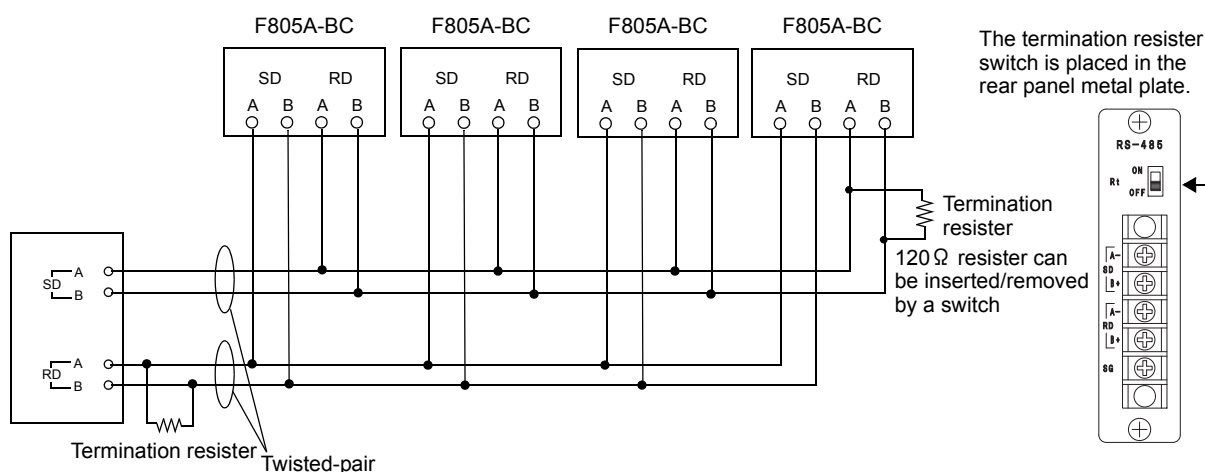 F805A-BC F805A-BC F805A-BC F805A-BC
SD RD SD RD SD RD SD RD
A B A B A B A B A B A B A B A B
The termination resister
switch is placed in the
rear panel metal plate.
RS-485
Rt ON
OFF
A-
SD
B+
A-
RD
B+
SG
Termination
resister
120Ω resister can
be inserted/removed
by a switch
SD A
B
RD A
B
Termination resister
Twisted-pair